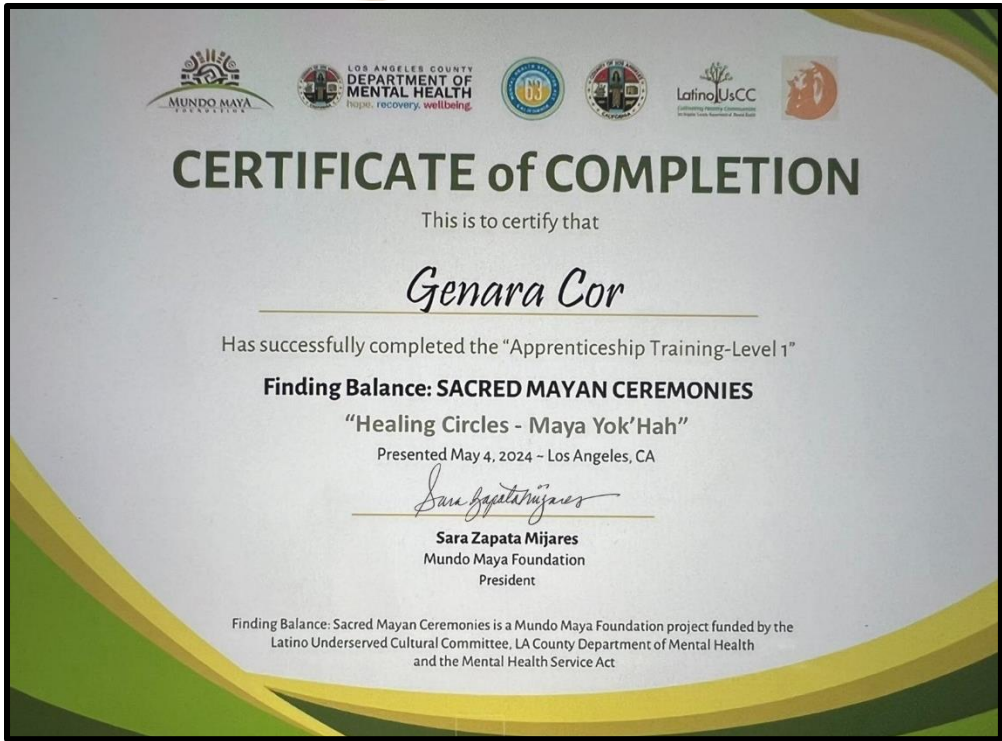 MUNDO MAYA
FOUNDATION
LOS ANGELES COUNTY
DEPARTMENT OF
MENTAL HEALTH
hope. recovery. wellbeing.
63
CALIFORNIA
CALIFORNIA
Latino UsCC
CERTIFICATE of COMPLETION
This is to certify that
Genara Cor
Has successfully completed the “Apprenticeship Training-Level 1”
Finding Balance: SACRED MAYAN CEREMONIES
“Healing Circles - Maya Yok’Hah”
Presented May 4, 2024 ~ Los Angeles, CA
Sara Zapata Mijares
Sara Zapata Mijares
Mundo Maya Foundation
President
Finding Balance: Sacred Mayan Ceremonies is a Mundo Maya Foundation project funded by the
Latino Underserved Cultural Committee, LA County Department of Mental Health
and the Mental Health Service Act